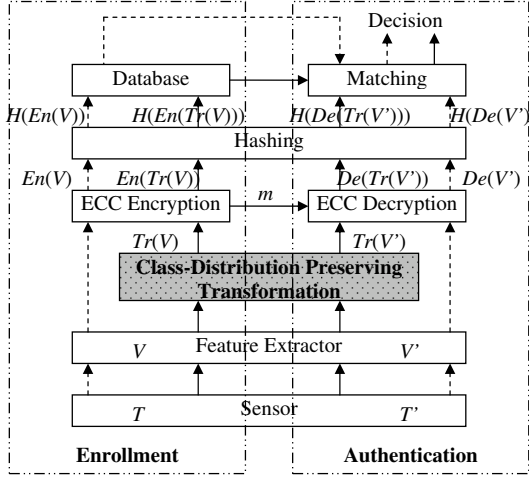 Decision
Database
Matching
H(En(V))
H(En(Tr(V)))
H(De(Tr(V')))
H(De(V'))
Hashing
En(V)
En(Tr(V))
De(Tr(V'))
De(V')
ECC Encryption
m
ECC Decryption
Tr(V)
Tr(V')
Class-Distribution Preserving
Transformation
V
Feature Extractor
V'
T
Sensor
T'
Enrollment
Authentication